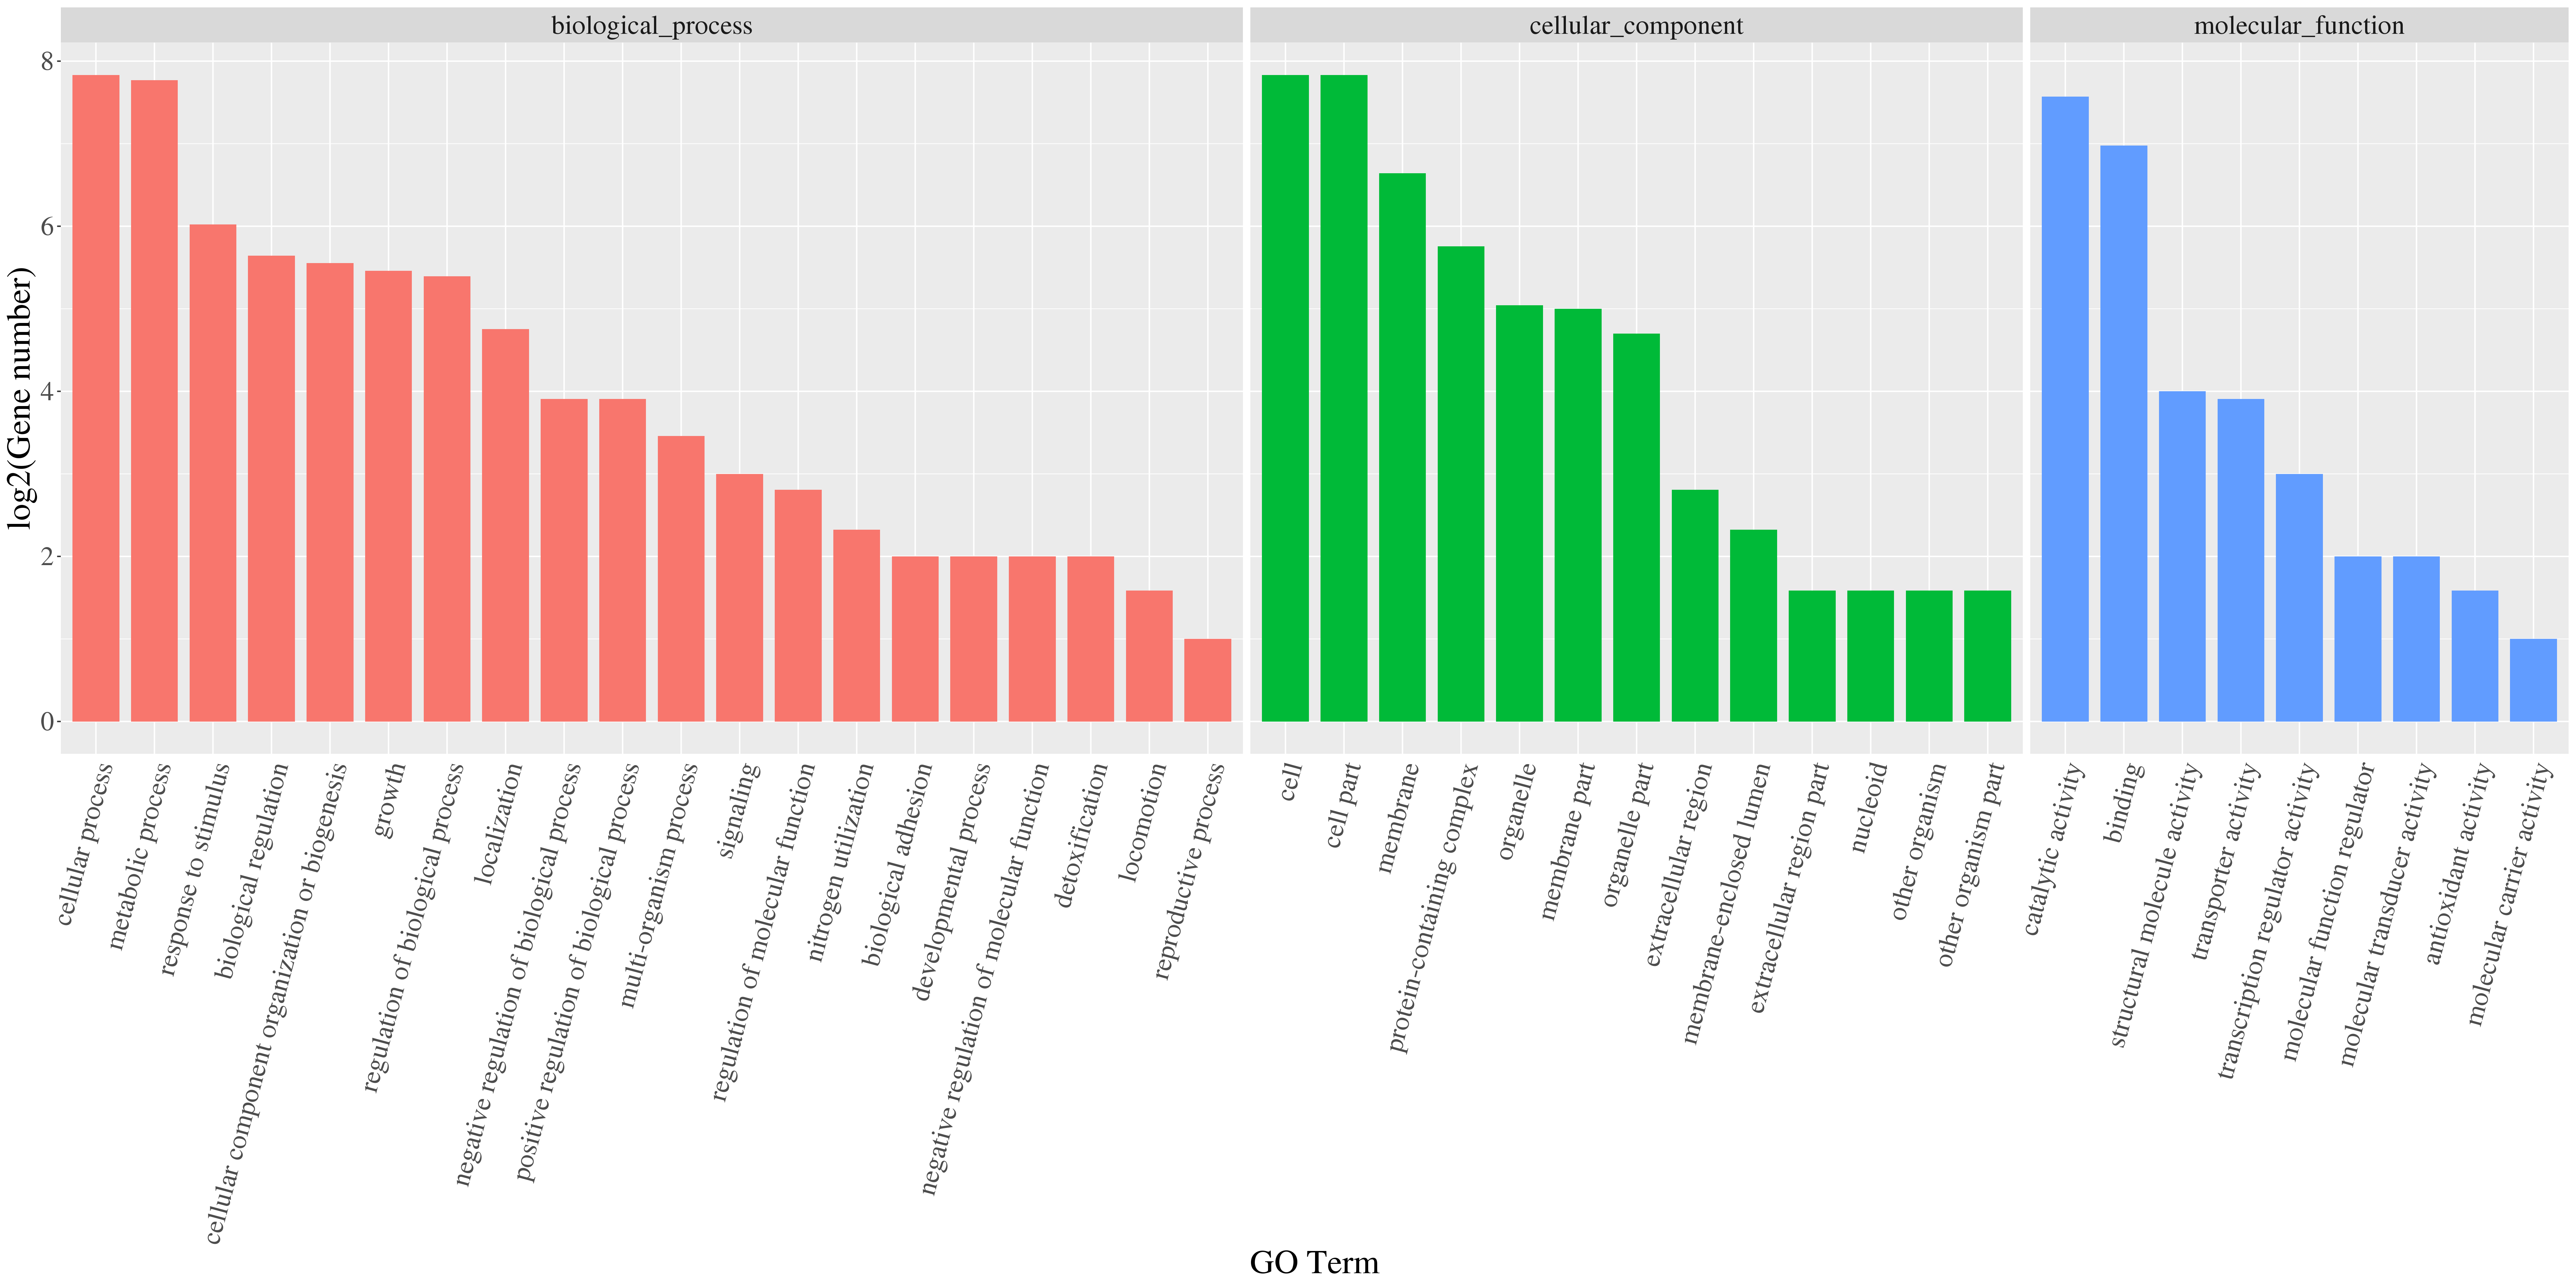 biological_process
cellular_component
molecular_function
log2(Gene number)
8
6
4
2
0
cellular process
metabolic process
response to stimulus
biological regulation
cellular component organization or biogenesis
growth
regulation of biological process
localization
negative regulation of biological process
positive regulation of biological process
multi-organism process
signaling
regulation of molecular function
nitrogen utilization
biological adhesion
developmental process
negative regulation of molecular function
detoxification
locomotion
reproductive process
cell
cell part
membrane
protein-containing complex
organelle
membrane part
organelle part
extracellular region
membrane-enclosed lumen
extracellular region part
nucleoid
other organism
other organism part
catalytic activity
binding
structural molecule activity
transporter activity
transcription regulator activity
molecular function regulator
molecular transducer activity
antioxidant activity
molecular carrier activity
GO Term